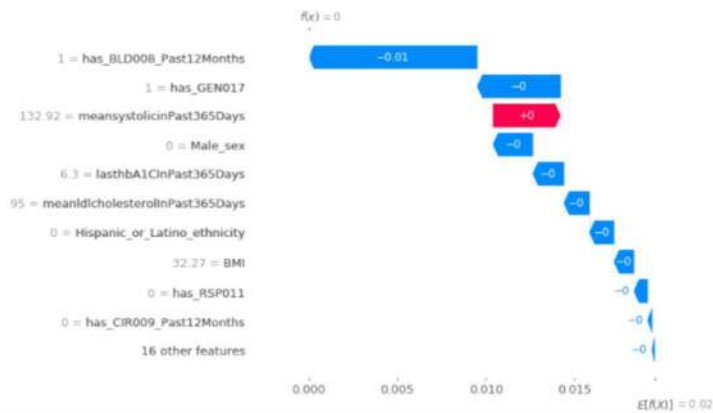 f(x) = 0
1 = has_BLD008_Past12Months
−0.01
1 = has_GEN017
−0
132.92 = meansystolicinPast365Days
+0
0 = Male_sex
−0
6.3 = lasthbA1CInPast365Days
−0
95 = meanldlcholesterolInPast365Days
−0
0 = Hispanic_or_Latino_ethnicity
−0
32.27 = BMI
−0
0 = has_RSP011
−0
0 = has_CIR009_Past12Months
−0
16 other features
−0
0.000 0.005 0.010 0.015
E[f(X)] = 0.02